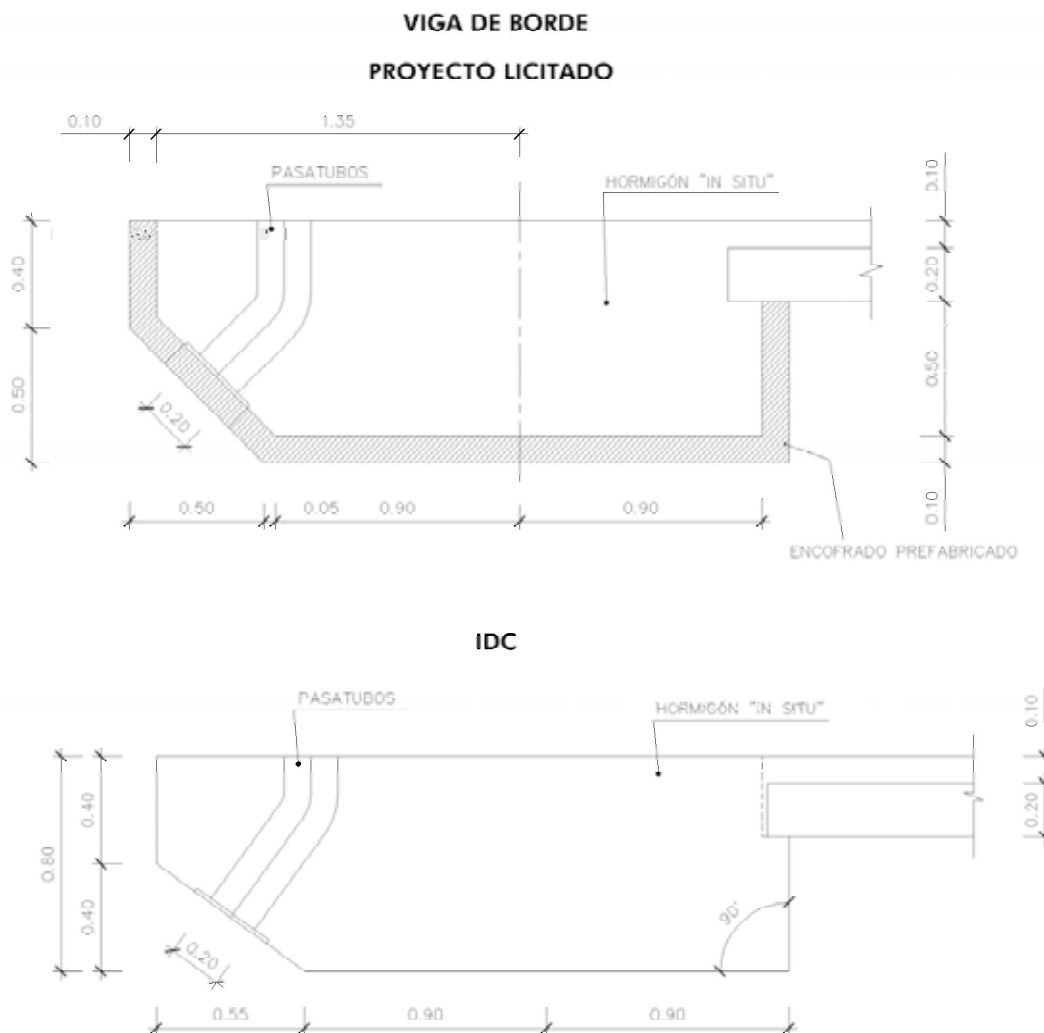 VIGA DE BORDE
PROYECTO LICITADO
0.10
1.35
PASATUBOS
HORMIGÓN "IN SITU"
0.10
0.40
0.20
0.50
0.50
0.20
0.10
0.50
0.05
0.90
0.90
ENCOFRADO PREFABRICADO
IDC
PASATUBOS
HORMIGÓN "IN SITU"
0.10
0.40
0.20
0.80
0.40
90°
0.20
0.55
0.90
0.90